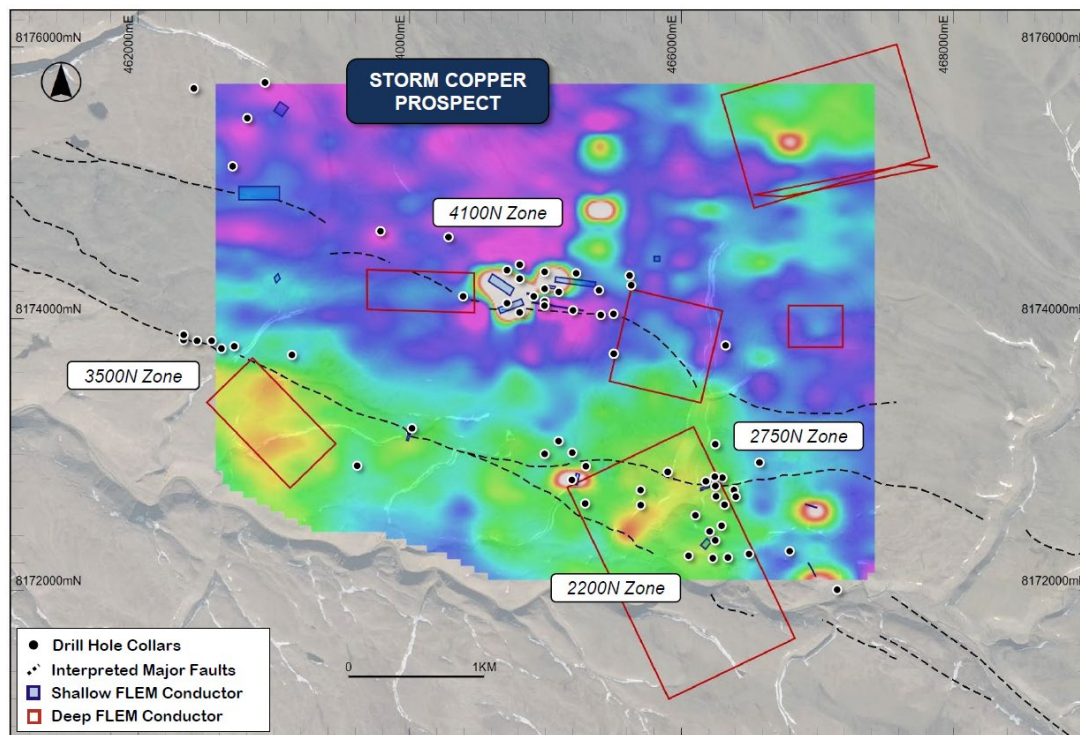 8176000mN
462000mE
464000mE
466000mE
468000mE
8176000mN
STORM COPPER
PROSPECT
4100N Zone
8174000mN
8174000mN
3500N Zone
2750N Zone
2200N Zone
8172000mN
8172000mN
Drill Hole Collars
Interpreted Major Faults
Shallow FLEM Conductor
Deep FLEM Conductor
0 1KM